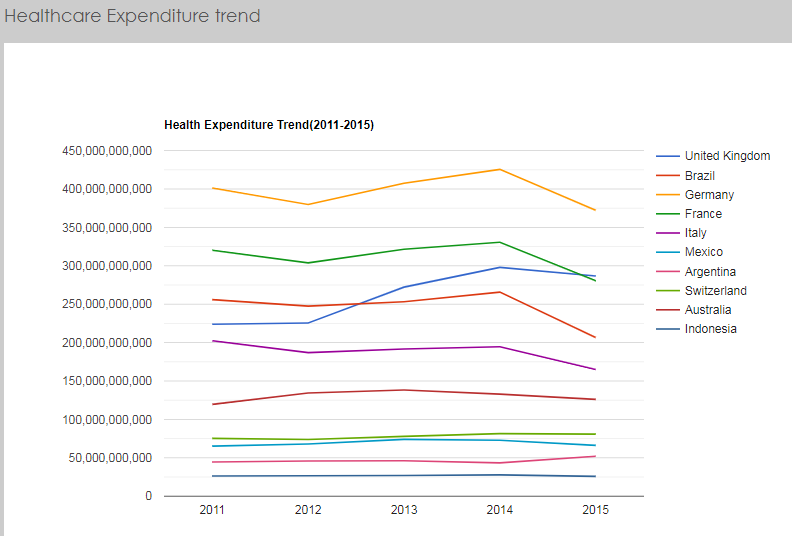 Healthcare Expenditure trend
Health Expenditure Trend(2011-2015)
450,000,000,000
400,000,000,000
350,000,000,000
300,000,000,000
250,000,000,000
200,000,000,000
150,000,000,000
100,000,000,000
50,000,000,000
0
2011 2012 2013 2014 2015
United Kingdom
Brazil
Germany
France
Italy
Mexico
Argentina
Switzerland
Australia
Indonesia